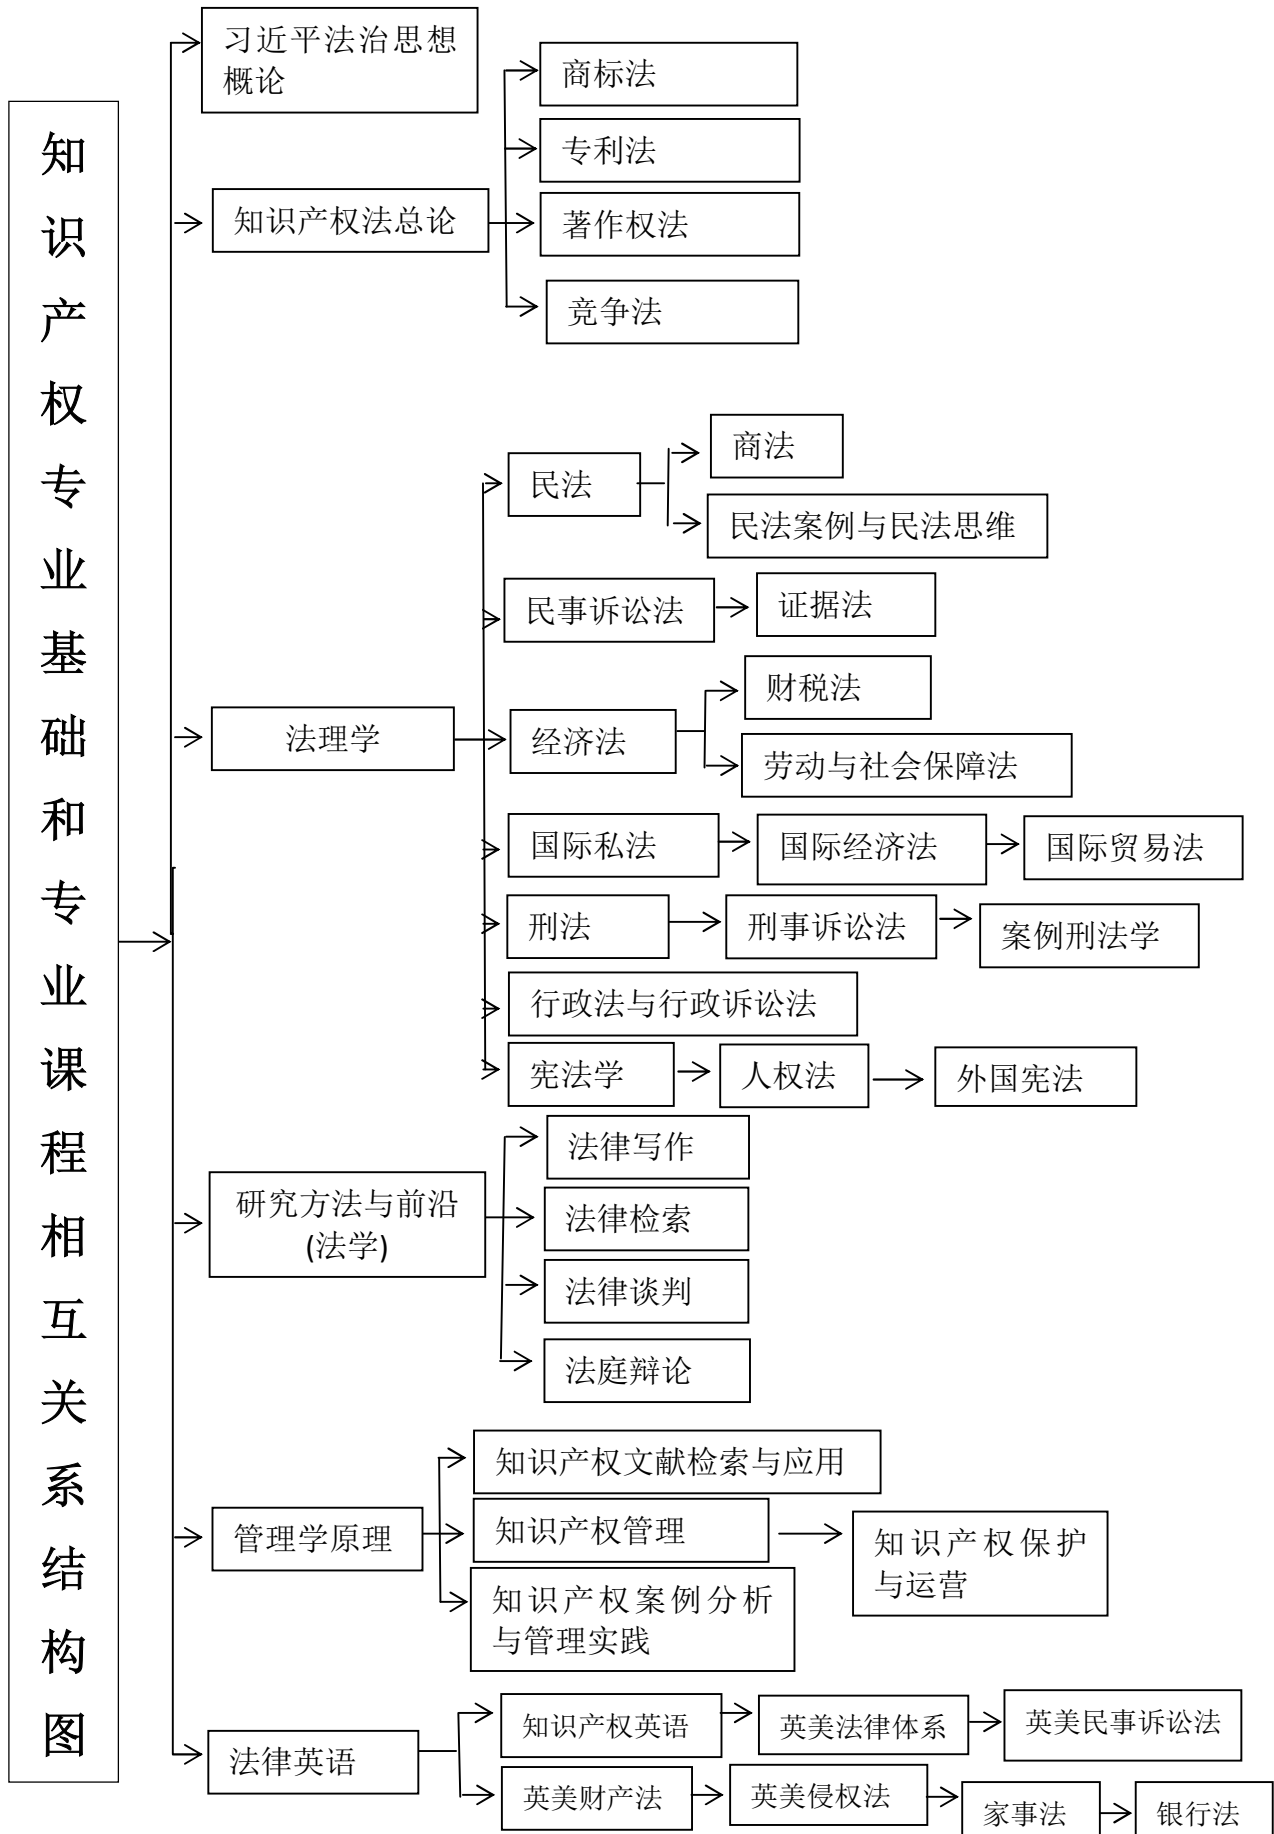 知识产权专业基础和专业课程相互关系结构图
习近平法治思想
概论
知识产权法总论
商标法
专利法
著作权法
竞争法
法理学
民法
商法
民法案例与民法思维
民事诉讼法
证据法
经济法
财税法
劳动与社会保障法
国际私法
国际经济法
国际贸易法
刑法
刑事诉讼法
案例刑法学
行政法与行政诉讼法
宪法学
人权法
外国宪法
研究方法与前沿
(法学)
法律写作
法律检索
法律谈判
法庭辩论
管理学原理
知识产权文献检索与应用
知识产权管理
知识产权保护
与运营
知识产权案例分析
与管理实践
法律英语
知识产权英语
英美法律体系
英美民事诉讼法
英美财产法
英美侵权法
家事法
银行法